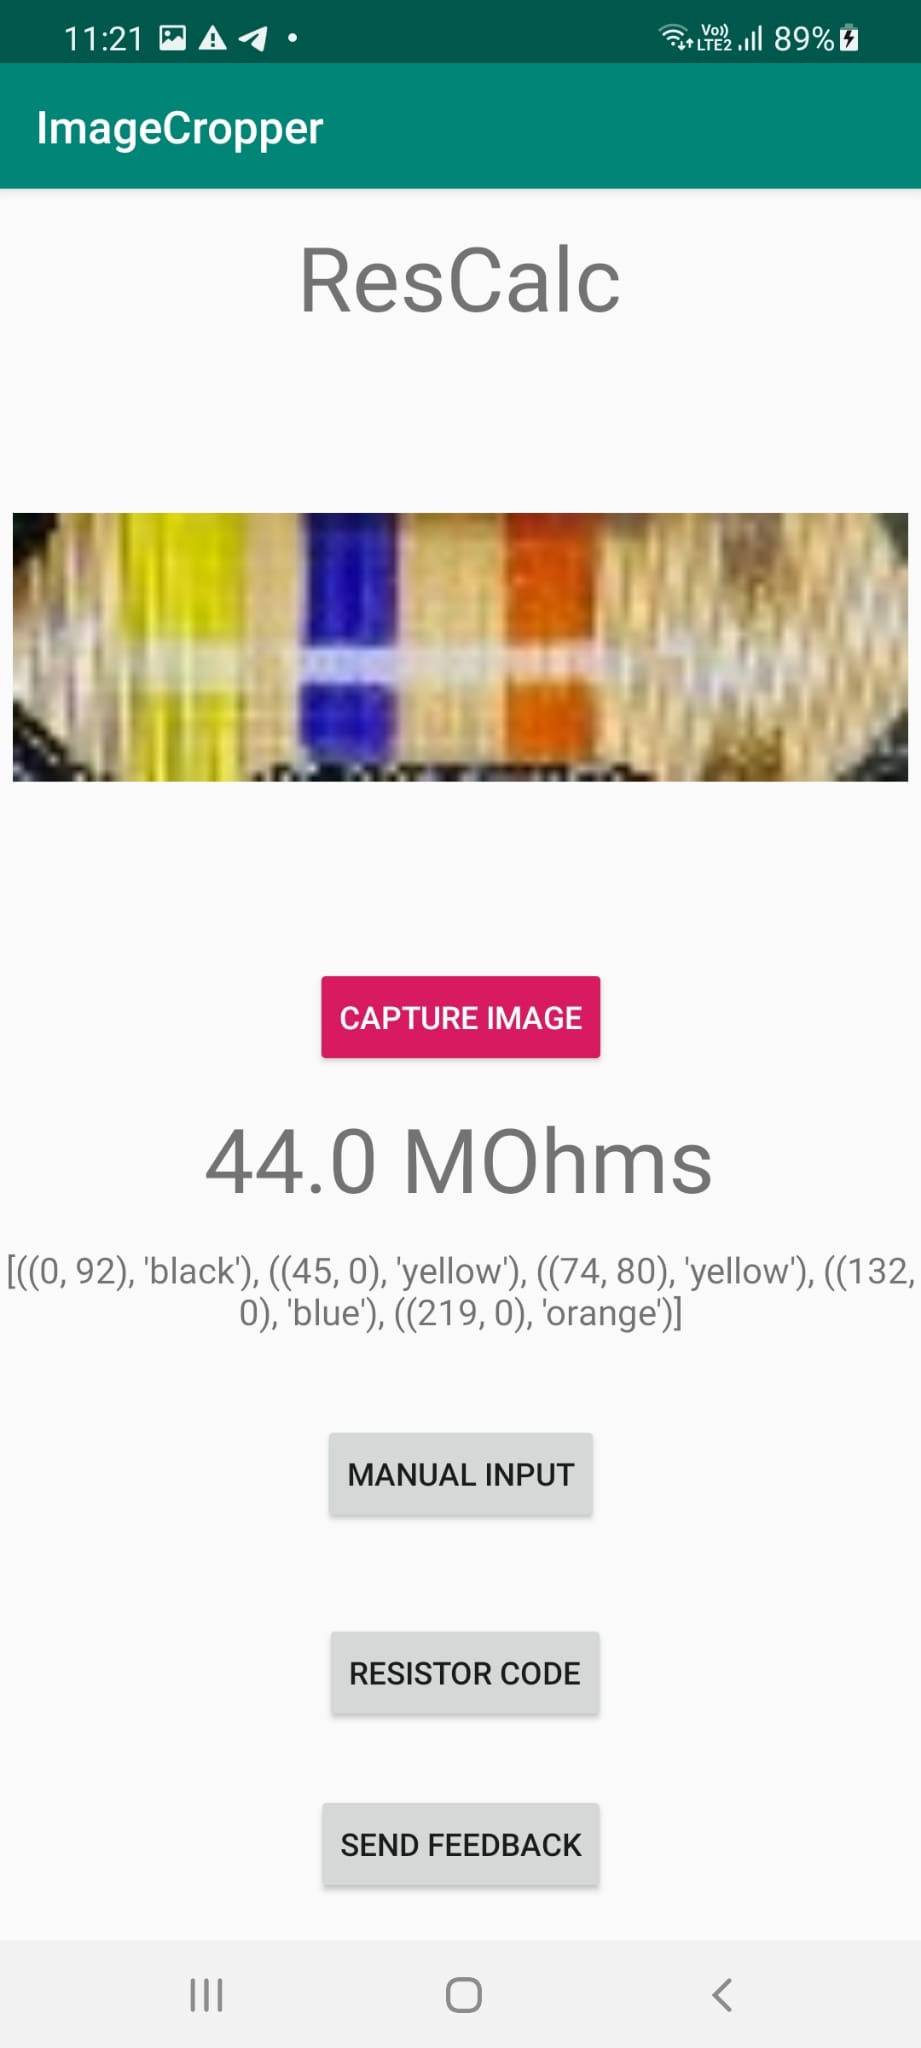 11:21 Vo)) LTE2 89%
ImageCropper
ResCalc
CAPTURE IMAGE
44.0 MOhms
[((0, 92), 'black'), ((45, 0), 'yellow'), ((74, 80), 'yellow'), ((132,
0), 'blue'), ((219, 0), 'orange')]
MANUAL INPUT
RESISTOR CODE
SEND FEEDBACK